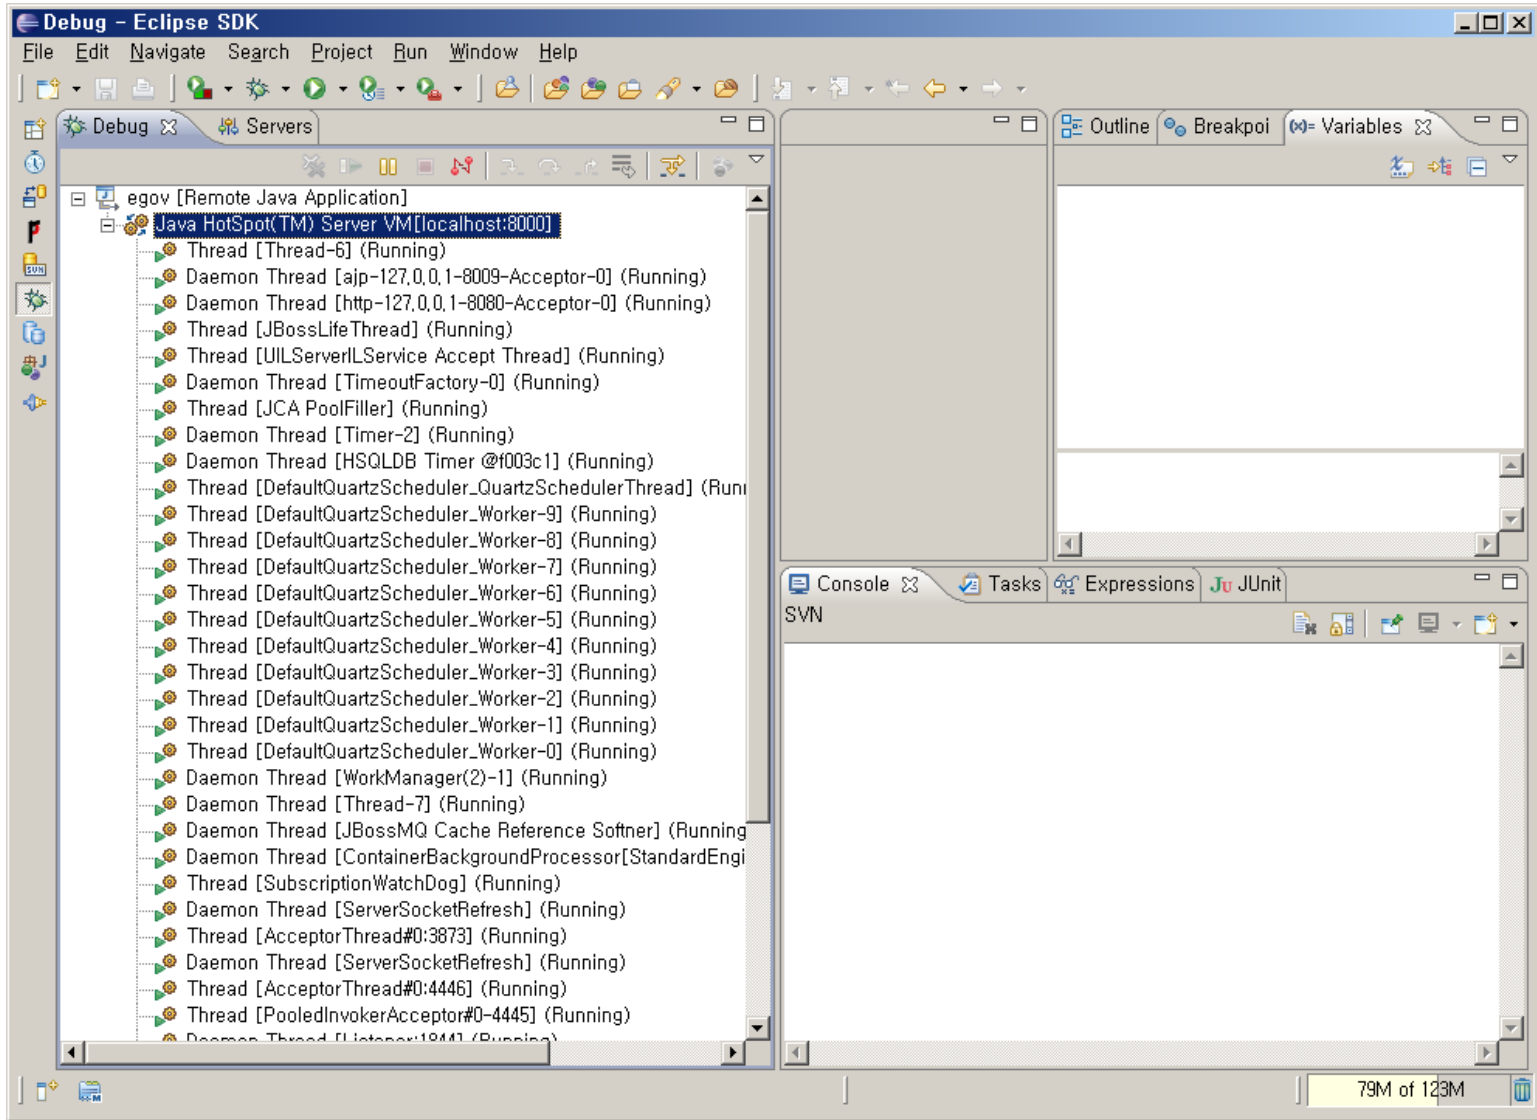 Debug - Eclipse SDK
File Edit Navigate Search Project Run Window Help
Debug Servers
Outline Breakpoi (x)= Variables
egov [Remote Java Application]
Java HotSpot(TM) Server VM[localhost:8000]
Thread [Thread-6] (Running)
Daemon Thread [ajp-127.0.0.1-8009-Acceptor-0] (Running)
Daemon Thread [http-127.0.0.1-8080-Acceptor-0] (Running)
Thread [JBossLifeThread] (Running)
Thread [UILServerILService Accept Thread] (Running)
Daemon Thread [TimeoutFactory-0] (Running)
Thread [JCA PoolFiller] (Running)
Daemon Thread [Timer-2] (Running)
Daemon Thread [HSQLDB Timer @f003c1] (Running)
Thread [DefaultQuartzScheduler_QuartzSchedulerThread] (Runn
Thread [DefaultQuartzScheduler_Worker-9] (Running)
Thread [DefaultQuartzScheduler_Worker-8] (Running)
Thread [DefaultQuartzScheduler_Worker-7] (Running)
Thread [DefaultQuartzScheduler_Worker-6] (Running)
Thread [DefaultQuartzScheduler_Worker-5] (Running)
Thread [DefaultQuartzScheduler_Worker-4] (Running)
Thread [DefaultQuartzScheduler_Worker-3] (Running)
Thread [DefaultQuartzScheduler_Worker-2] (Running)
Thread [DefaultQuartzScheduler_Worker-1] (Running)
Thread [DefaultQuartzScheduler_Worker-0] (Running)
Daemon Thread [WorkManager(2)-1] (Running)
Daemon Thread [Thread-7] (Running)
Daemon Thread [JBossMQ Cache Reference Softner] (Running
Daemon Thread [ContainerBackgroundProcessor[StandardEngi
Thread [SubscriptionWatchDog] (Running)
Daemon Thread [ServerSocketRefresh] (Running)
Thread [AcceptorThread#0:3873] (Running)
Daemon Thread [ServerSocketRefresh] (Running)
Thread [AcceptorThread#0:4446] (Running)
Thread [PooledInvokerAcceptor#0-4445] (Running)
Daemon Thread [Listener:1844] (Running)
Console Tasks Expressions Ju JUnit
SVN
79M of 123M